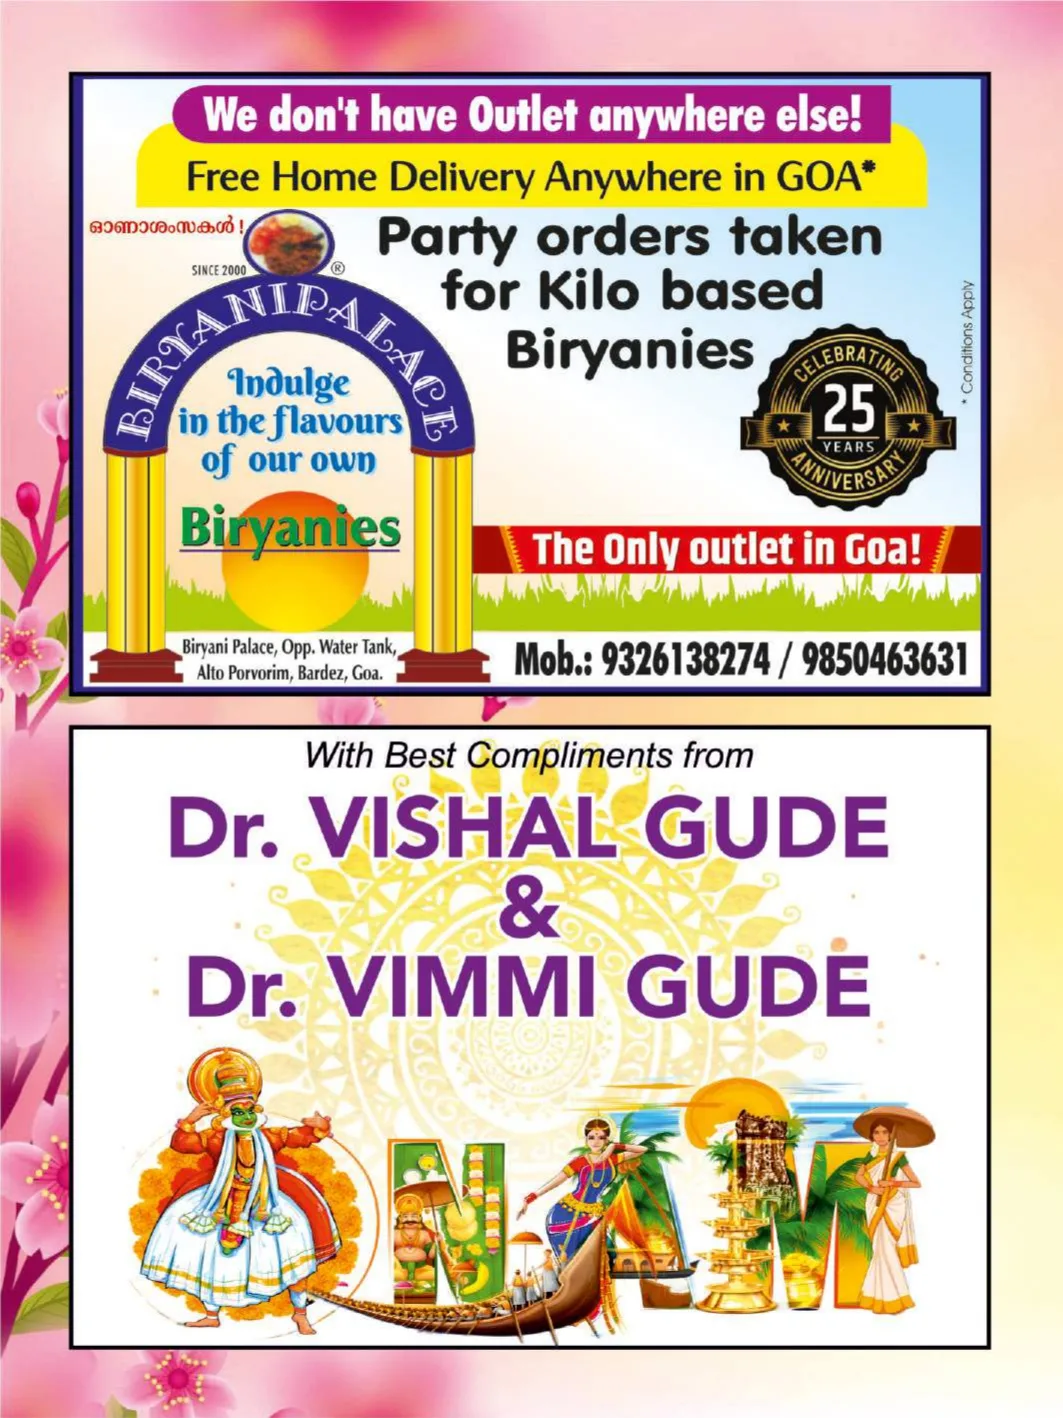 We don't have Outlet anywhere else!
Free Home Delivery Anywhere in GOA*
ഓണാശംസകൾ !
SINCE 2000
®
BIRYANIPALACE
Indulge
in the flavours
of our own
Biryanies
Party orders taken
for Kilo based
Biryanies
* Conditions Apply
CELEBRATING
25
YEARS
ANNIVERSARY
The Only outlet in Goa!
Biryani Palace, Opp. Water Tank,
Alto Porvorim, Bardez, Goa.
Mob.: 9326138274 / 9850463631
With Best Compliments from
Dr. VISHAL GUDE
&
Dr. VIMMI GUDE
ONAM